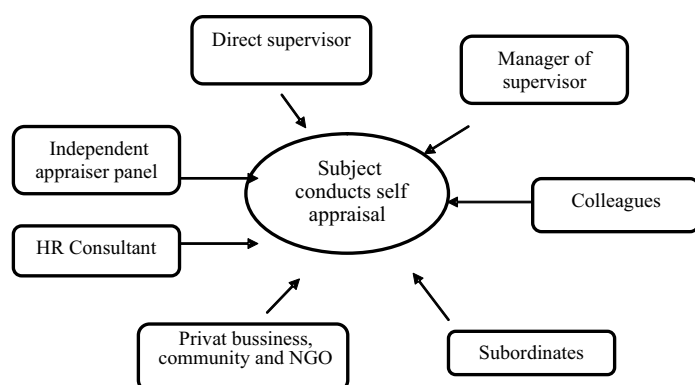 Direct supervisor
Manager of
supervisor
Independent
appraiser panel
Subject
conducts self
appraisal
Colleagues
HR Consultant
Privat bussiness,
community and NGO
Subordinates